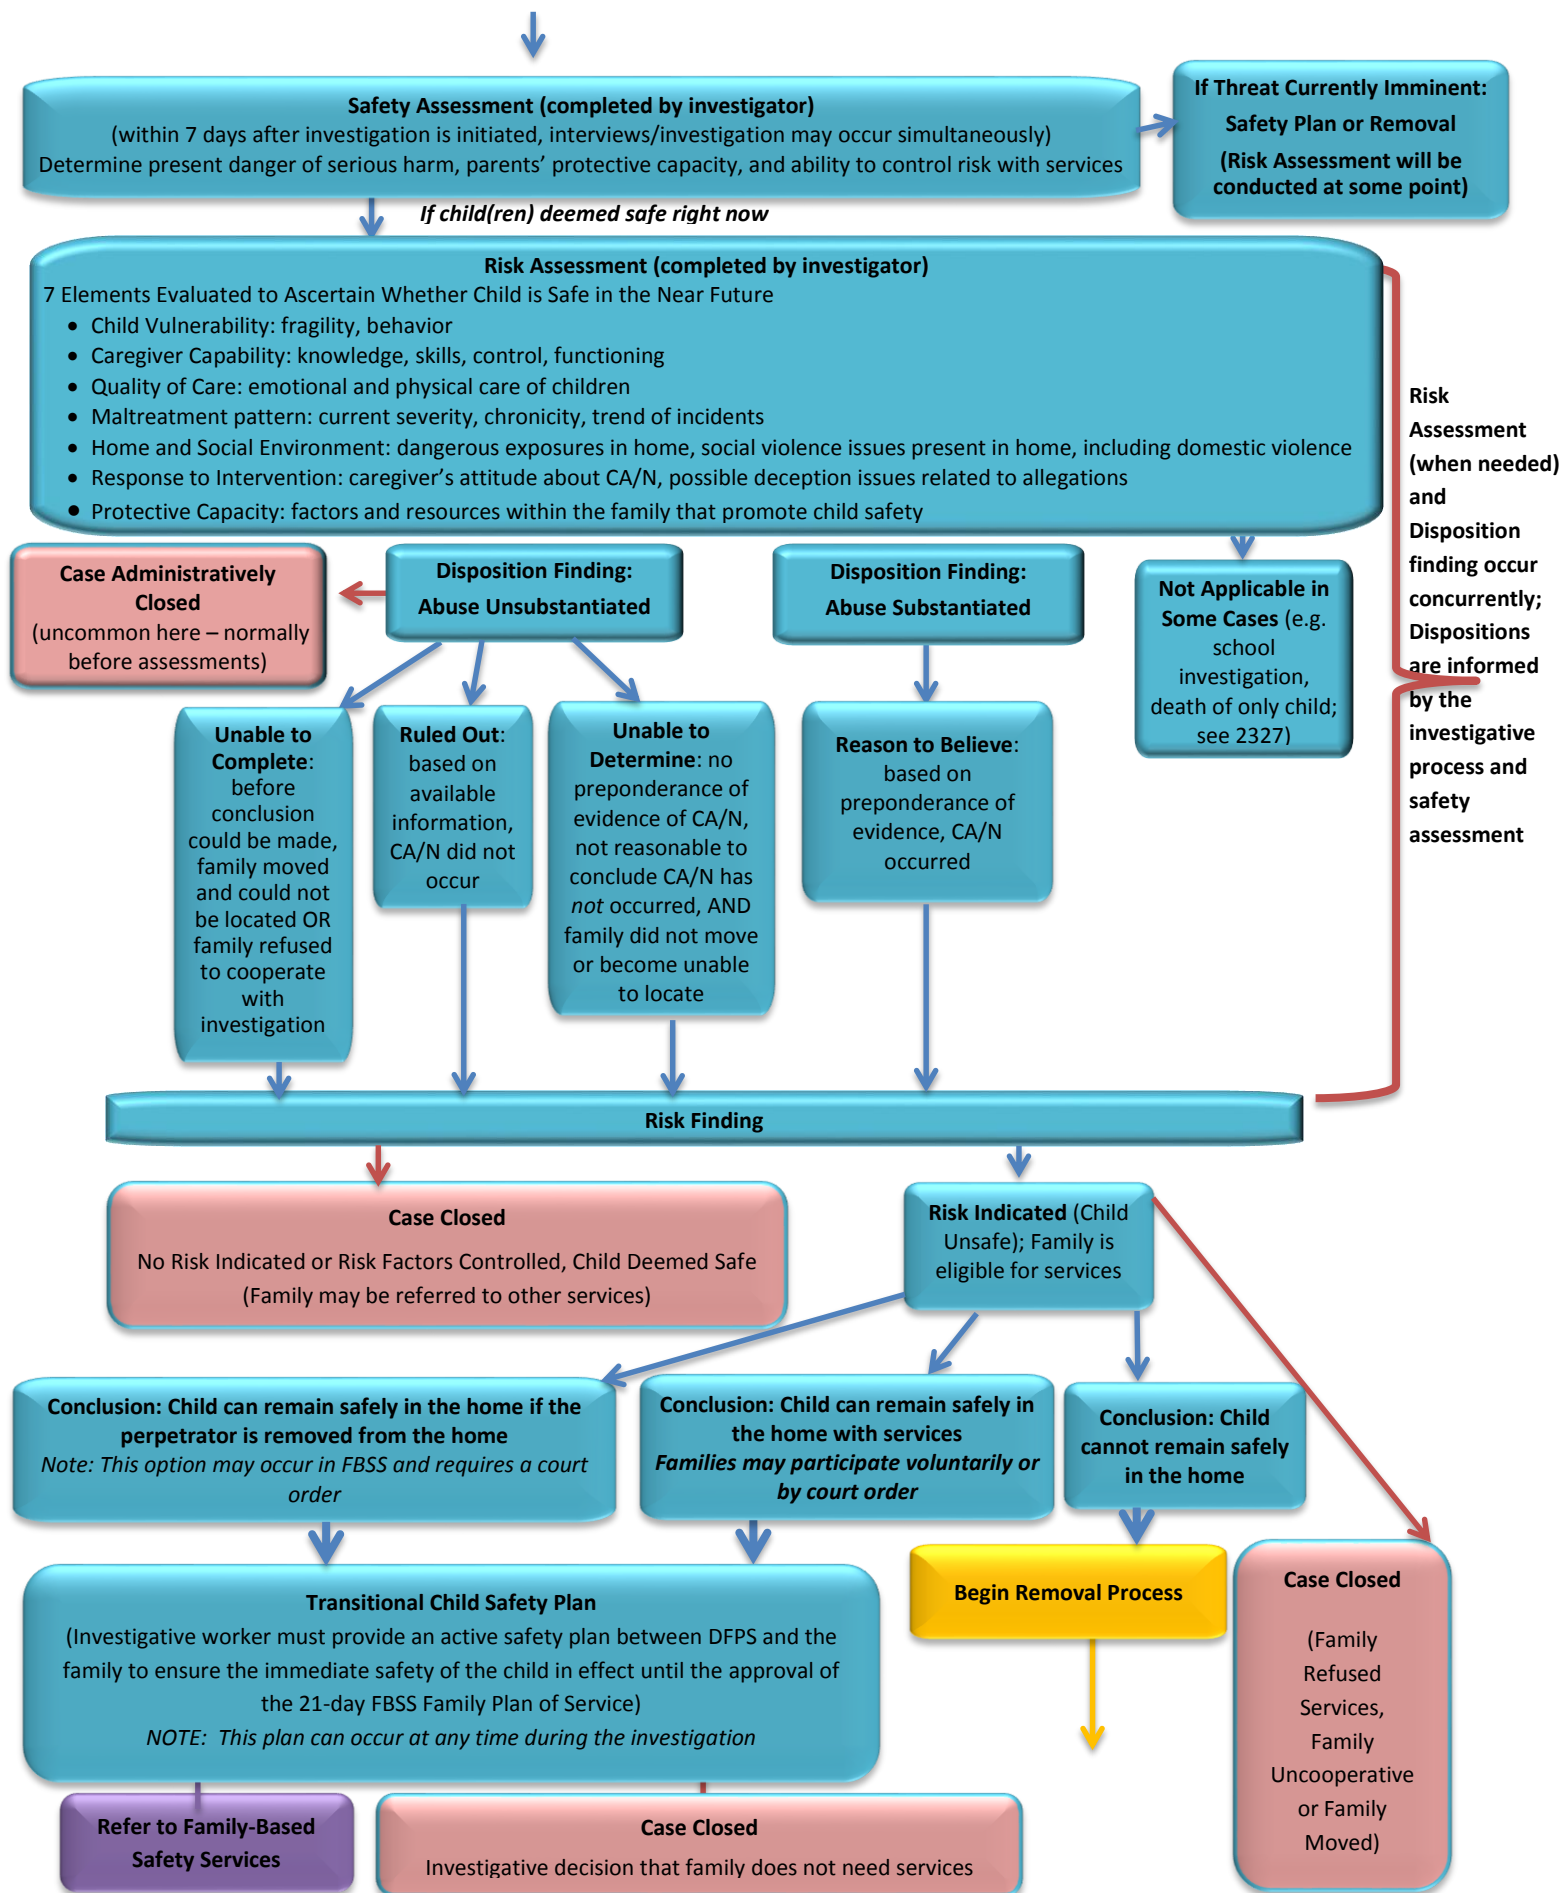 Safety Assessment (completed by investigator)
(within 7 days after investigation is initiated, interviews/investigation may occur simultaneously)
Determine present danger of serious harm, parents’ protective capacity, and ability to control risk with services
If Threat Currently Imminent:
Safety Plan or Removal
(Risk Assessment will be
conducted at some point)
If child(ren) deemed safe right now
Risk Assessment (completed by investigator)
7 Elements Evaluated to Ascertain Whether Child is Safe in the Near Future
• Child Vulnerability: fragility, behavior
• Caregiver Capability: knowledge, skills, control, functioning
• Quality of Care: emotional and physical care of children
• Maltreatment pattern: current severity, chronicity, trend of incidents
• Home and Social Environment: dangerous exposures in home, social violence issues present in home, including domestic violence
• Response to Intervention: caregiver’s attitude about CA/N, possible deception issues related to allegations
• Protective Capacity: factors and resources within the family that promote child safety
Risk
Assessment
(when needed)
and
Disposition
finding occur
concurrently;
Dispositions
are informed
by the
investigative
process and
safety
assessment
Case Administratively
Closed
(uncommon here – normally
before assessments)
Disposition Finding:
Abuse Unsubstantiated
Disposition Finding:
Abuse Substantiated
Not Applicable in
Some Cases (e.g.
school
investigation,
death of only child;
see 2327)
Unable to
Complete:
before
conclusion
could be made,
family moved
and could not
be located OR
family refused
to cooperate
with
investigation
Ruled Out:
based on
available
information,
CA/N did not
occur
Unable to
Determine: no
preponderance of
evidence of CA/N,
not reasonable to
conclude CA/N has
not occurred, AND
family did not move
or become unable
to locate
Reason to Believe:
based on
preponderance of
evidence, CA/N
occurred
Risk Finding
Case Closed
No Risk Indicated or Risk Factors Controlled, Child Deemed Safe
(Family may be referred to other services)
Risk Indicated (Child
Unsafe); Family is
eligible for services
Conclusion: Child can remain safely in the home if the
perpetrator is removed from the home
Note: This option may occur in FBSS and requires a court
order
Conclusion: Child can remain safely in
the home with services
Families may participate voluntarily or
by court order
Conclusion: Child
cannot remain safely
in the home
Transitional Child Safety Plan
(Investigative worker must provide an active safety plan between DFPS and the
family to ensure the immediate safety of the child in effect until the approval of
the 21-day FBSS Family Plan of Service)
NOTE: This plan can occur at any time during the investigation
Begin Removal Process
Case Closed
(Family
Refused
Services,
Family
Uncooperative
or Family
Moved)
Refer to Family-Based
Safety Services
Case Closed
Investigative decision that family does not need services